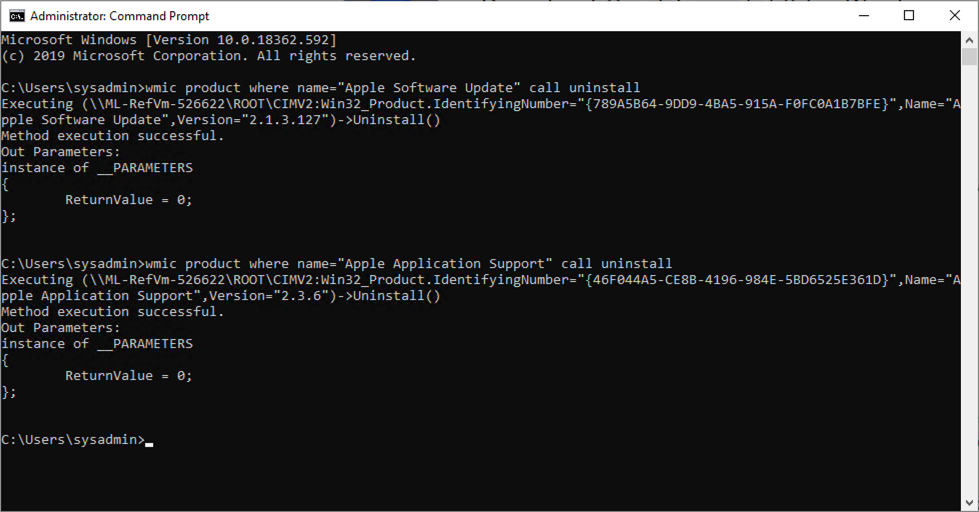 Administrator: Command Prompt
Microsoft Windows [Version 10.0.18362.592]
(c) 2019 Microsoft Corporation. All rights reserved.
C:\Users\sysadmin>wmic product where name="Apple Software Update" call uninstall
Executing (\\ML-RefVm-526622\ROOT\CIMV2:Win32_Product.IdentifyingNumber="{789A5B64-9DD9-4BA5-915A-F0FC0A1B7BFE}",Name="A
pple Software Update",Version="2.1.3.127")->Uninstall()
Method execution successful.
Out Parameters:
instance of __PARAMETERS
{
        ReturnValue = 0;
};
C:\Users\sysadmin>wmic product where name="Apple Application Support" call uninstall
Executing (\\ML-RefVm-526622\ROOT\CIMV2:Win32_Product.IdentifyingNumber="{46F044A5-CE8B-4196-984E-5BD6525E361D}",Name="A
pple Application Support",Version="2.3.6")->Uninstall()
Method execution successful.
Out Parameters:
instance of __PARAMETERS
{
        ReturnValue = 0;
};
C:\Users\sysadmin>